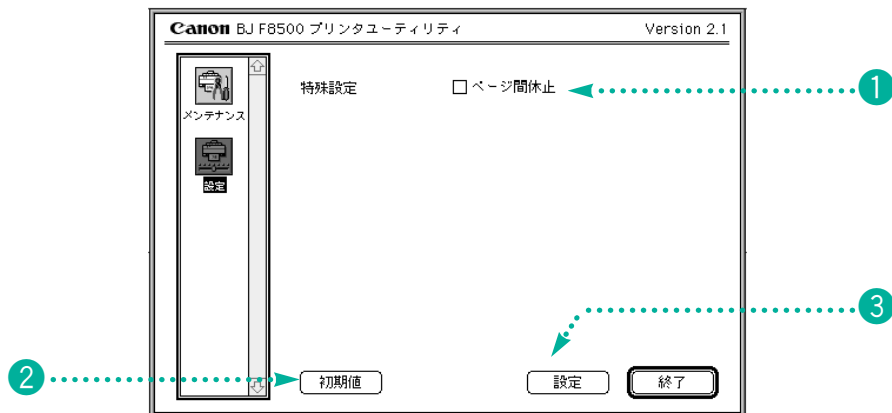 Canon BJ F8500 プリンタユーティリティ Version 2.1
メンテナンス
設定
特殊設定 ページ間休止
1
2
3
初期値 設定 終了